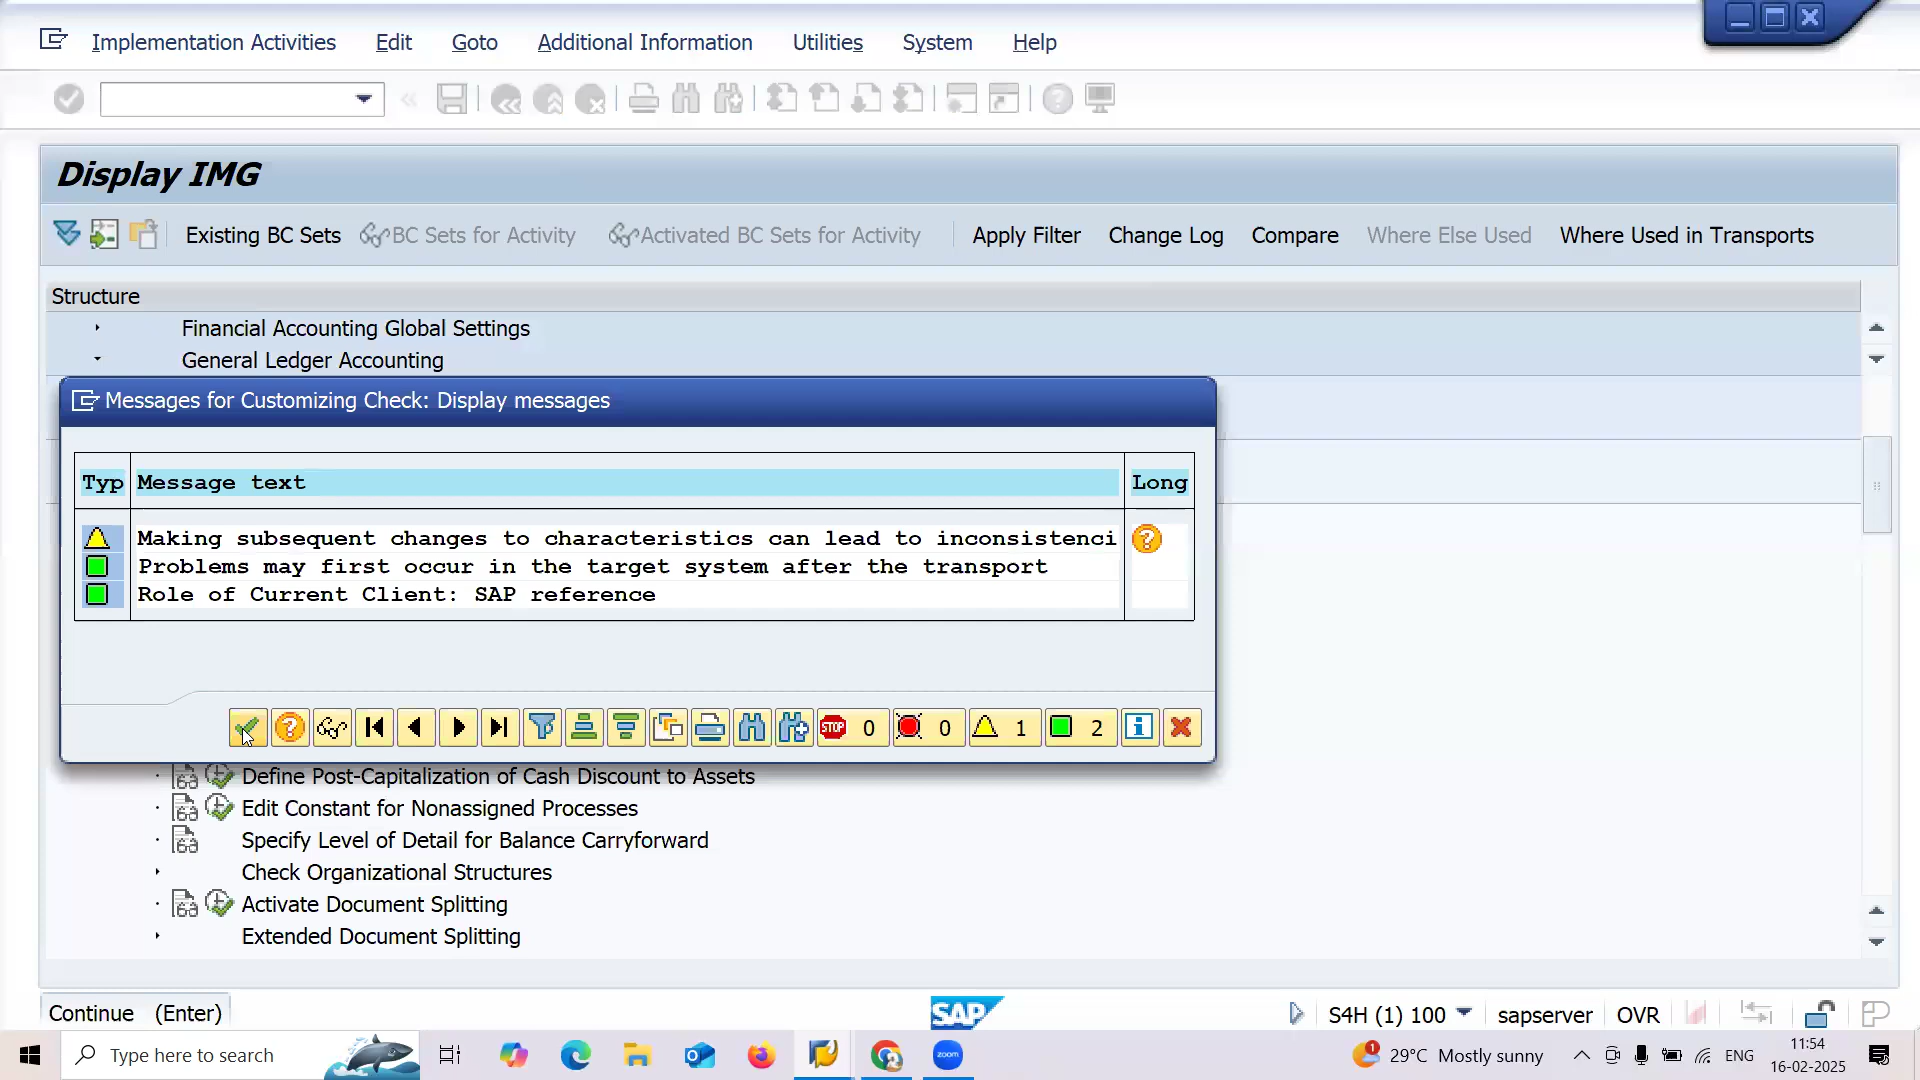 Implementation Activities Edit Goto Additional Information Utilities System Help
Display IMG
Existing BC Sets BC Sets for Activity Activated BC Sets for Activity Apply Filter Change Log Compare Where Else Used Where Used in Transports
Structure
Financial Accounting Global Settings
General Ledger Accounting
Messages for Customizing Check: Display messages
Typ Message text Long
Making subsequent changes to characteristics can lead to inconsistenci
Problems may first occur in the target system after the transport
Role of Current Client: SAP reference
STOP 0 0 1 2
Define Post-Capitalization of Cash Discount to Assets
Edit Constant for Nonassigned Processes
Specify Level of Detail for Balance Carryforward
Check Organizational Structures
Activate Document Splitting
Extended Document Splitting
Continue (Enter) SAP S4H (1) 100 sapserver OVR
Type here to search zoom 1 29°C Mostly sunny ENG 11:54
16-02-2025